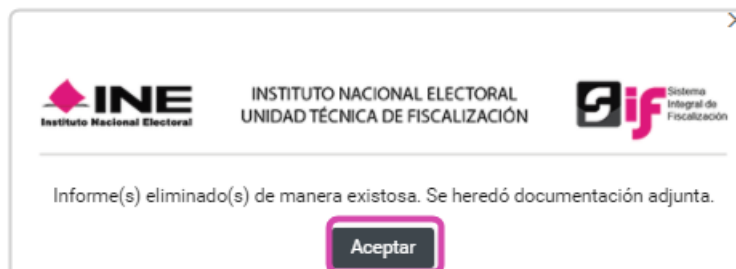 INE
Instituto Nacional Electoral
INSTITUTO NACIONAL ELECTORAL
UNIDAD TÉCNICA DE FISCALIZACIÓN
Sif
Sistema
Integral de
Fiscalización
Informe(s) eliminado(s) de manera existosa. Se heredó documentación adjunta.
Aceptar